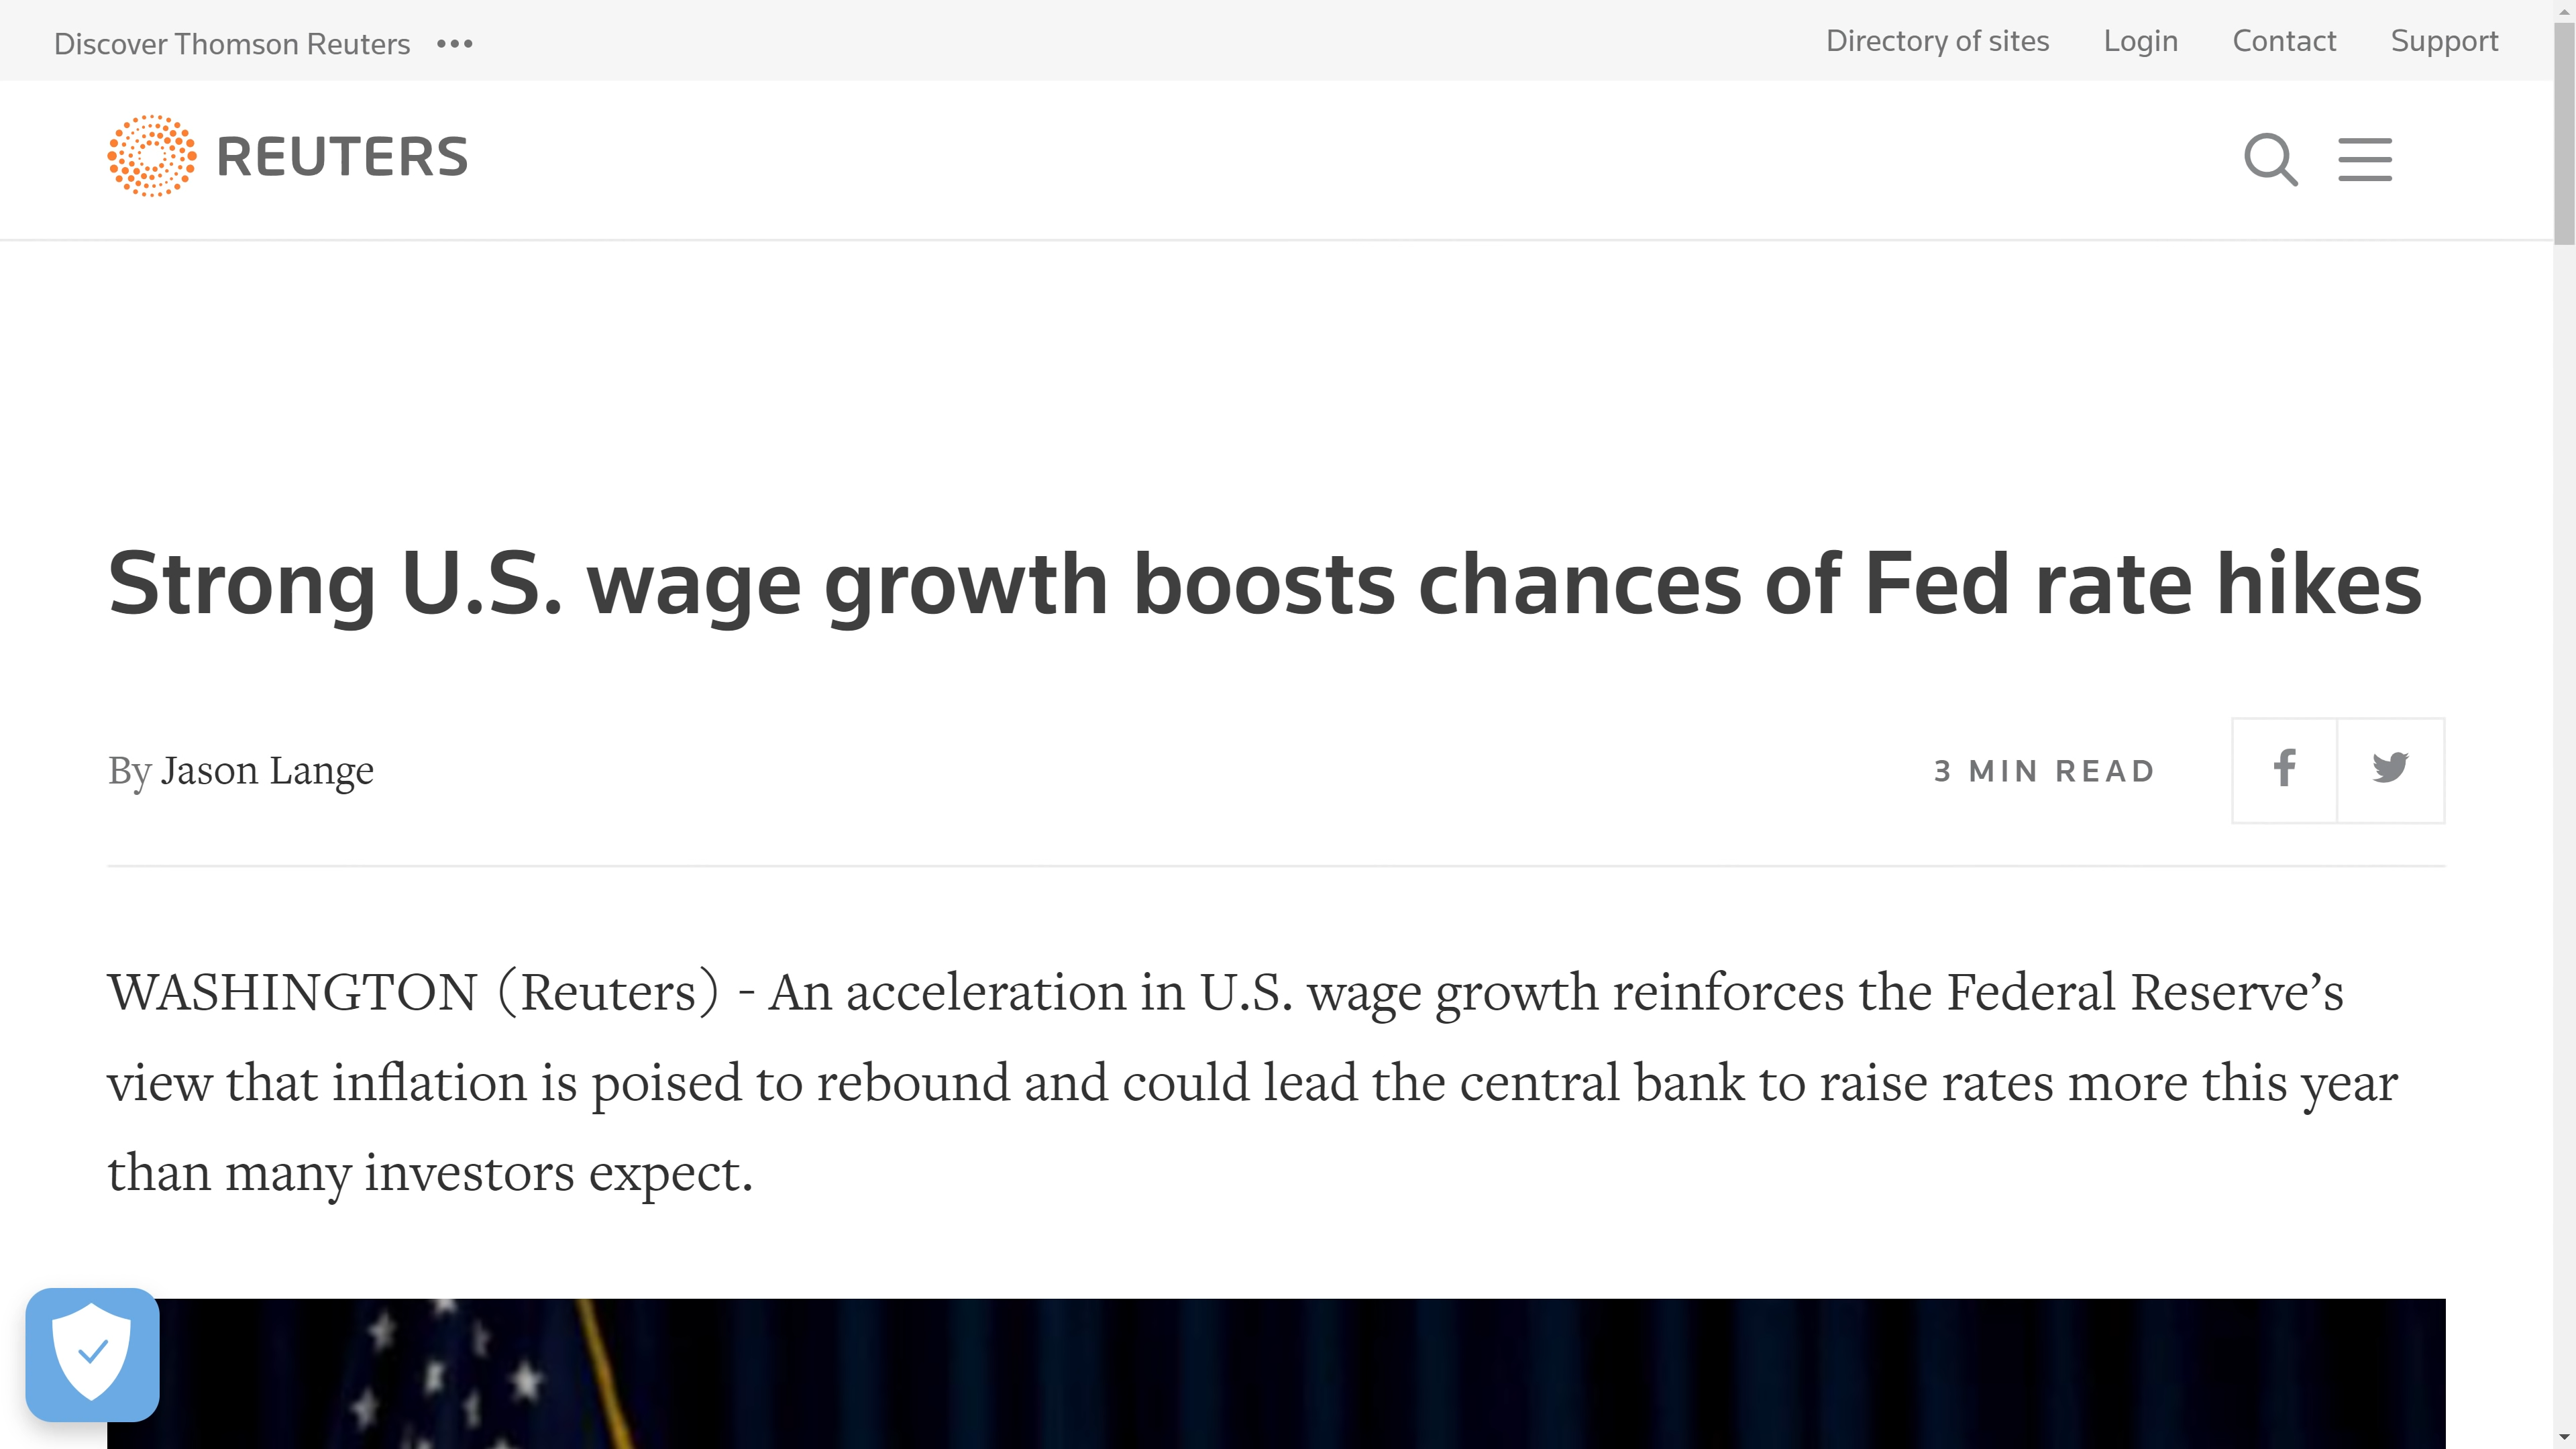 Discover Thomson Reuters •••
Directory of sites Login Contact Support
REUTERS
Strong U.S. wage growth boosts chances of Fed rate hikes
By Jason Lange
3 MIN READ
WASHINGTON (Reuters) - An acceleration in U.S. wage growth reinforces the Federal Reserve’s
view that inflation is poised to rebound and could lead the central bank to raise rates more this year
than many investors expect.